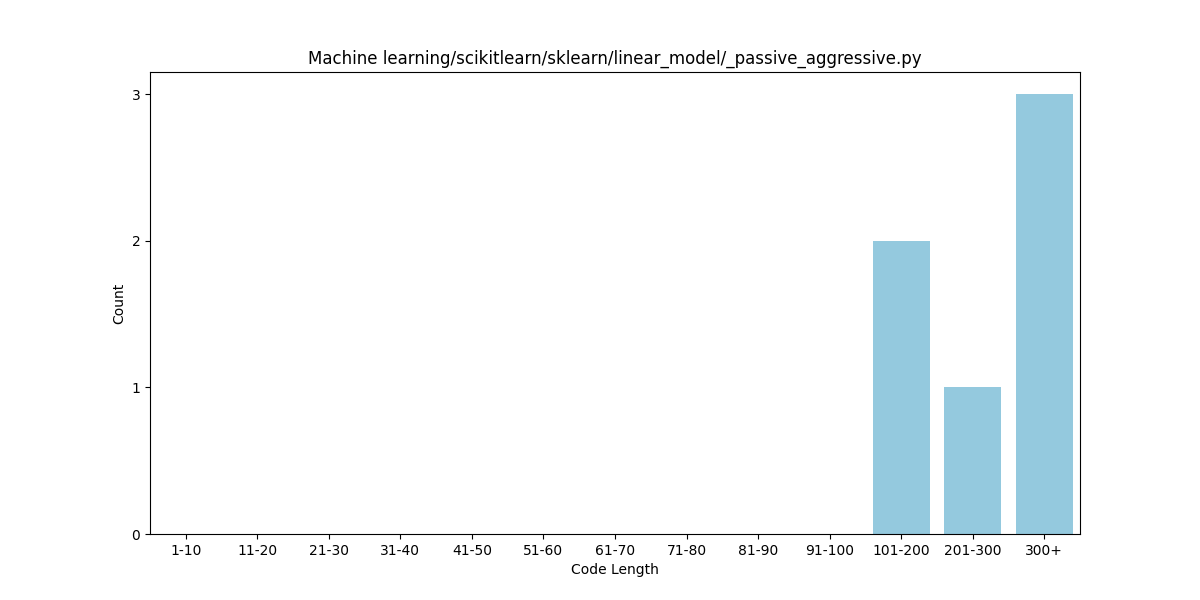 Machine learning/scikitlearn/sklearn/linear_model/_passive_aggressive.py
3
2
1
0
Count
1-10 11-20 21-30 31-40 41-50 51-60 61-70 71-80 81-90 91-100 101-200 201-300 300+
Code Length